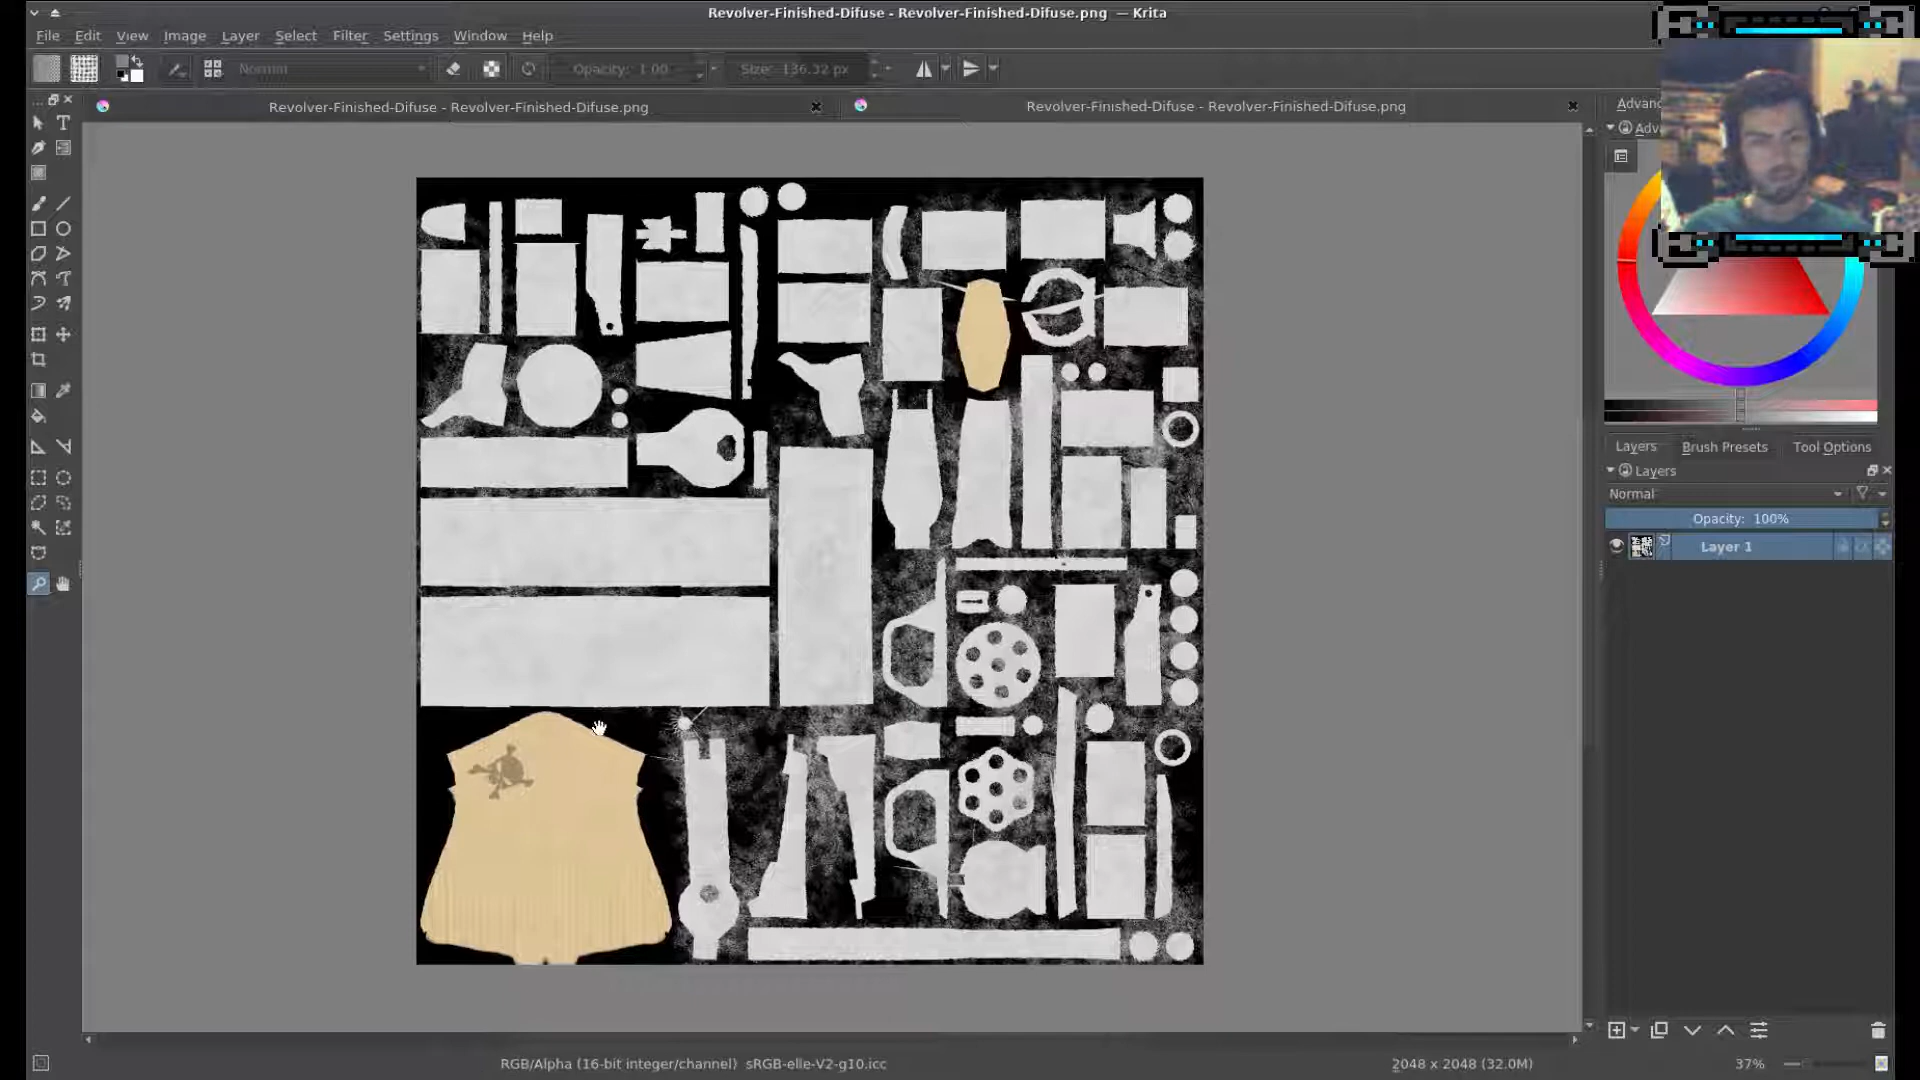 Revolver-Finished-Difuse - Revolver-Finished-Difuse.png — Krita
File Edit View Image Layer Select Filter Settings Window Help
Normal Opacity: 1.00 Size: 136.32 px
Revolver-Finished-Difuse - Revolver-Finished-Difuse.png
Revolver-Finished-Difuse - Revolver-Finished-Difuse.png
Advanc
Adv
Layers Brush Presets Tool Options
Layers
Normal
Opacity: 100%
Layer 1
RGB/Alpha (16-bit integer/channel) sRGB-elle-V2-g10.icc
2048 x 2048 (32.0M)
37%